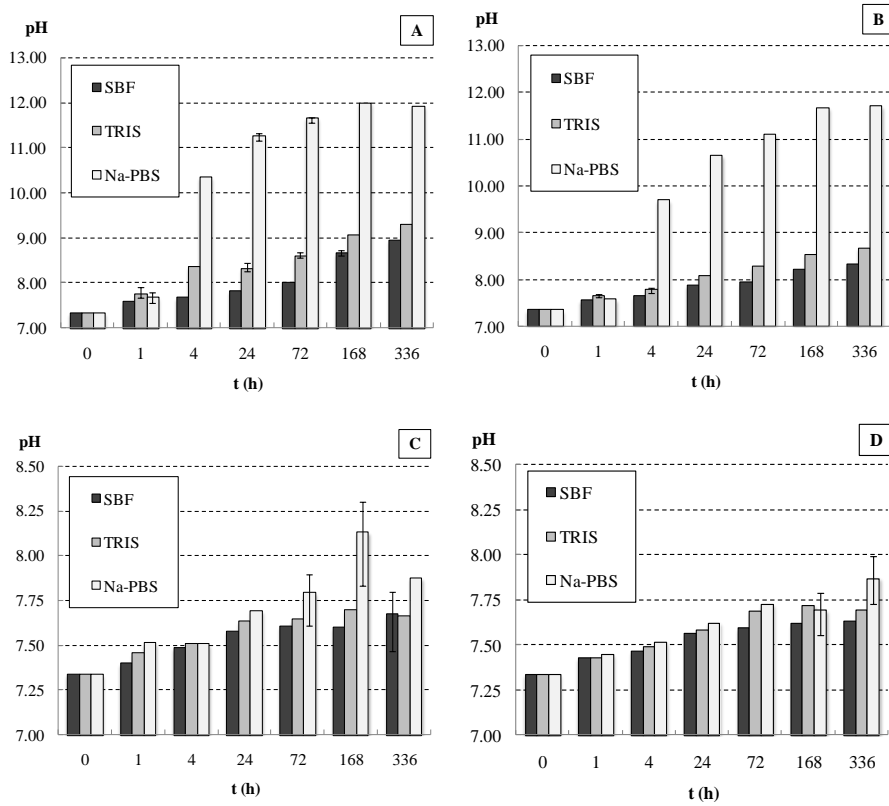 pH
A
13.00
12.00
11.00
10.00
9.00
8.00
7.00
SBF
TRIS
Na-PBS
0 1 4 24 72 168 336
t (h)
pH
B
13.00
12.00
11.00
10.00
9.00
8.00
7.00
SBF
TRIS
Na-PBS
0 1 4 24 72 168 336
t (h)
pH
C
8.50
8.25
8.00
7.75
7.50
7.25
7.00
SBF
TRIS
Na-PBS
0 1 4 24 72 168 336
t (h)
pH
D
8.50
8.25
8.00
7.75
7.50
7.25
7.00
SBF
TRIS
Na-PBS
0 1 4 24 72 168 336
t (h)